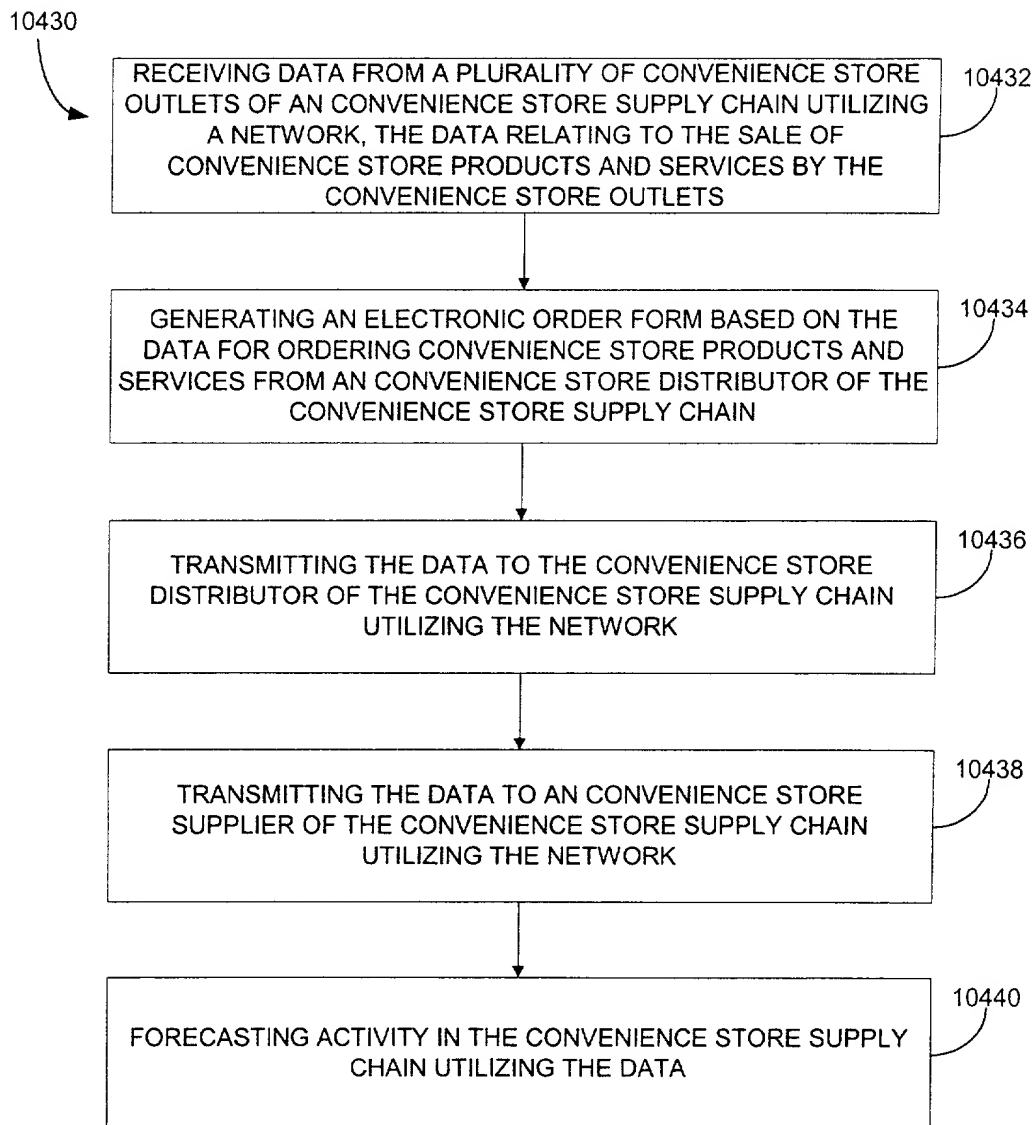 10430
RECEIVING DATA FROM A PLURALITY OF CONVENIENCE STORE
OUTLETS OF AN CONVENIENCE STORE SUPPLY CHAIN UTILIZING
A NETWORK, THE DATA RELATING TO THE SALE OF
CONVENIENCE STORE PRODUCTS AND SERVICES BY THE
CONVENIENCE STORE OUTLETS
10432
GENERATING AN ELECTRONIC ORDER FORM BASED ON THE
DATA FOR ORDERING CONVENIENCE STORE PRODUCTS AND
SERVICES FROM AN CONVENIENCE STORE DISTRIBUTOR OF THE
CONVENIENCE STORE SUPPLY CHAIN
10434
TRANSMITTING THE DATA TO THE CONVENIENCE STORE
DISTRIBUTOR OF THE CONVENIENCE STORE SUPPLY CHAIN
UTILIZING THE NETWORK
10436
TRANSMITTING THE DATA TO AN CONVENIENCE STORE
SUPPLIER OF THE CONVENIENCE STORE SUPPLY CHAIN
UTILIZING THE NETWORK
10438
FORECASTING ACTIVITY IN THE CONVENIENCE STORE SUPPLY
CHAIN UTILIZING THE DATA
10440